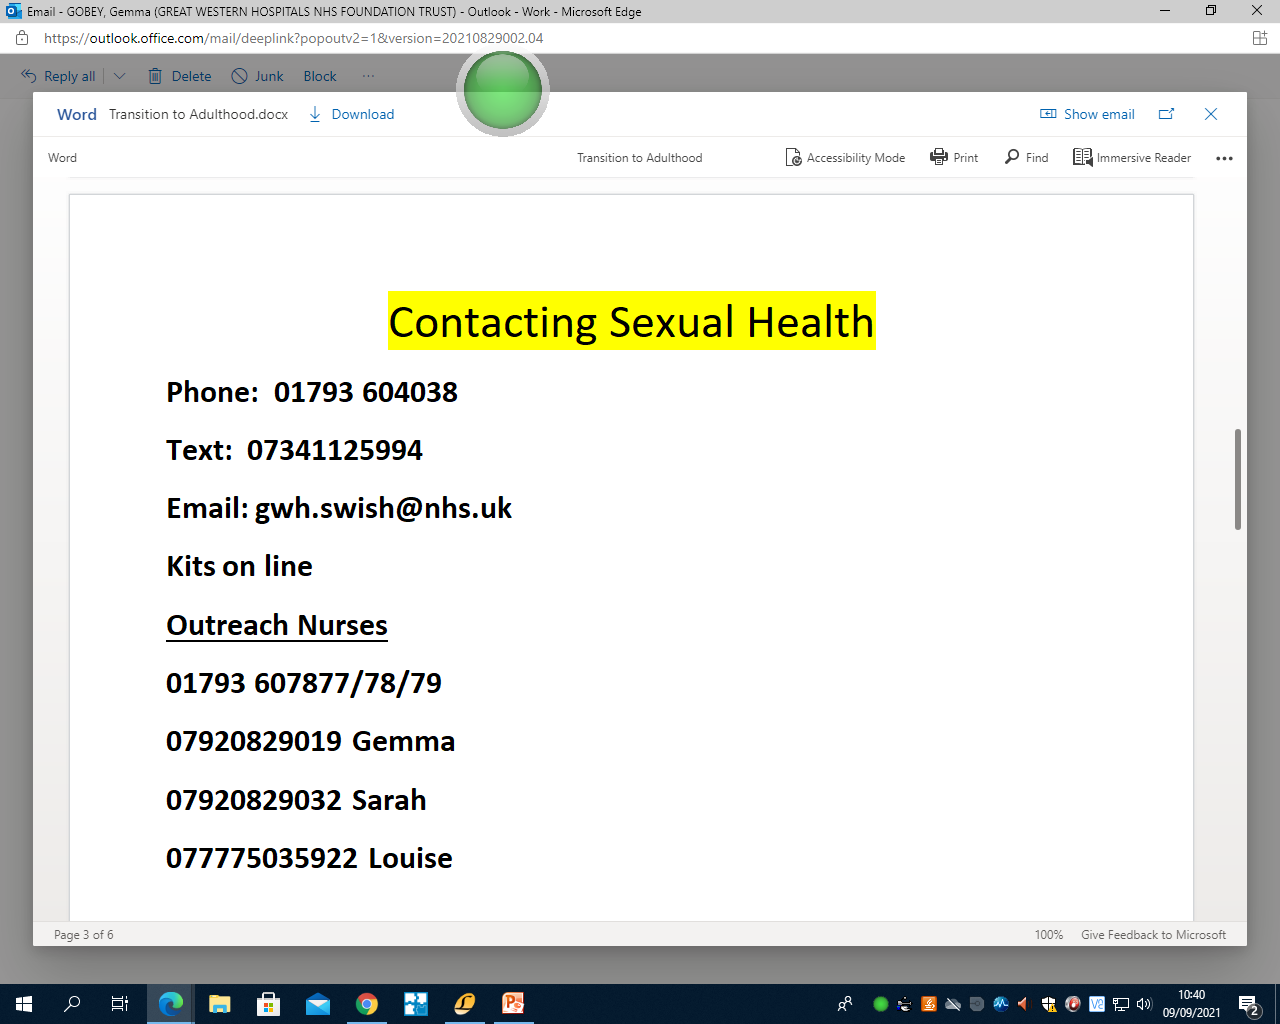 Email - GOBEY, Gemma (GREAT WESTERN HOSPITALS NHS FOUNDATION TRUST) - Outlook - Work - Microsoft Edge
https://outlook.office.com/mail/deeplink?popoutv2=1&version=20210829002.04
Reply all Delete Junk Block ...
Word Transition to Adulthood.docx Download Show email
Word Transition to Adulthood Accessibility Mode Print Find Immersive Reader ...
Contacting Sexual Health
Phone: 01793 604038
Text: 07341125994
Email: gwh.swish@nhs.uk
Kits on line
Outreach Nurses
01793 607877/78/79
07920829019 Gemma
07920829032 Sarah
077775035922 Louise
Page 3 of 6 100% Give Feedback to Microsoft
10:40
09/09/2021
2